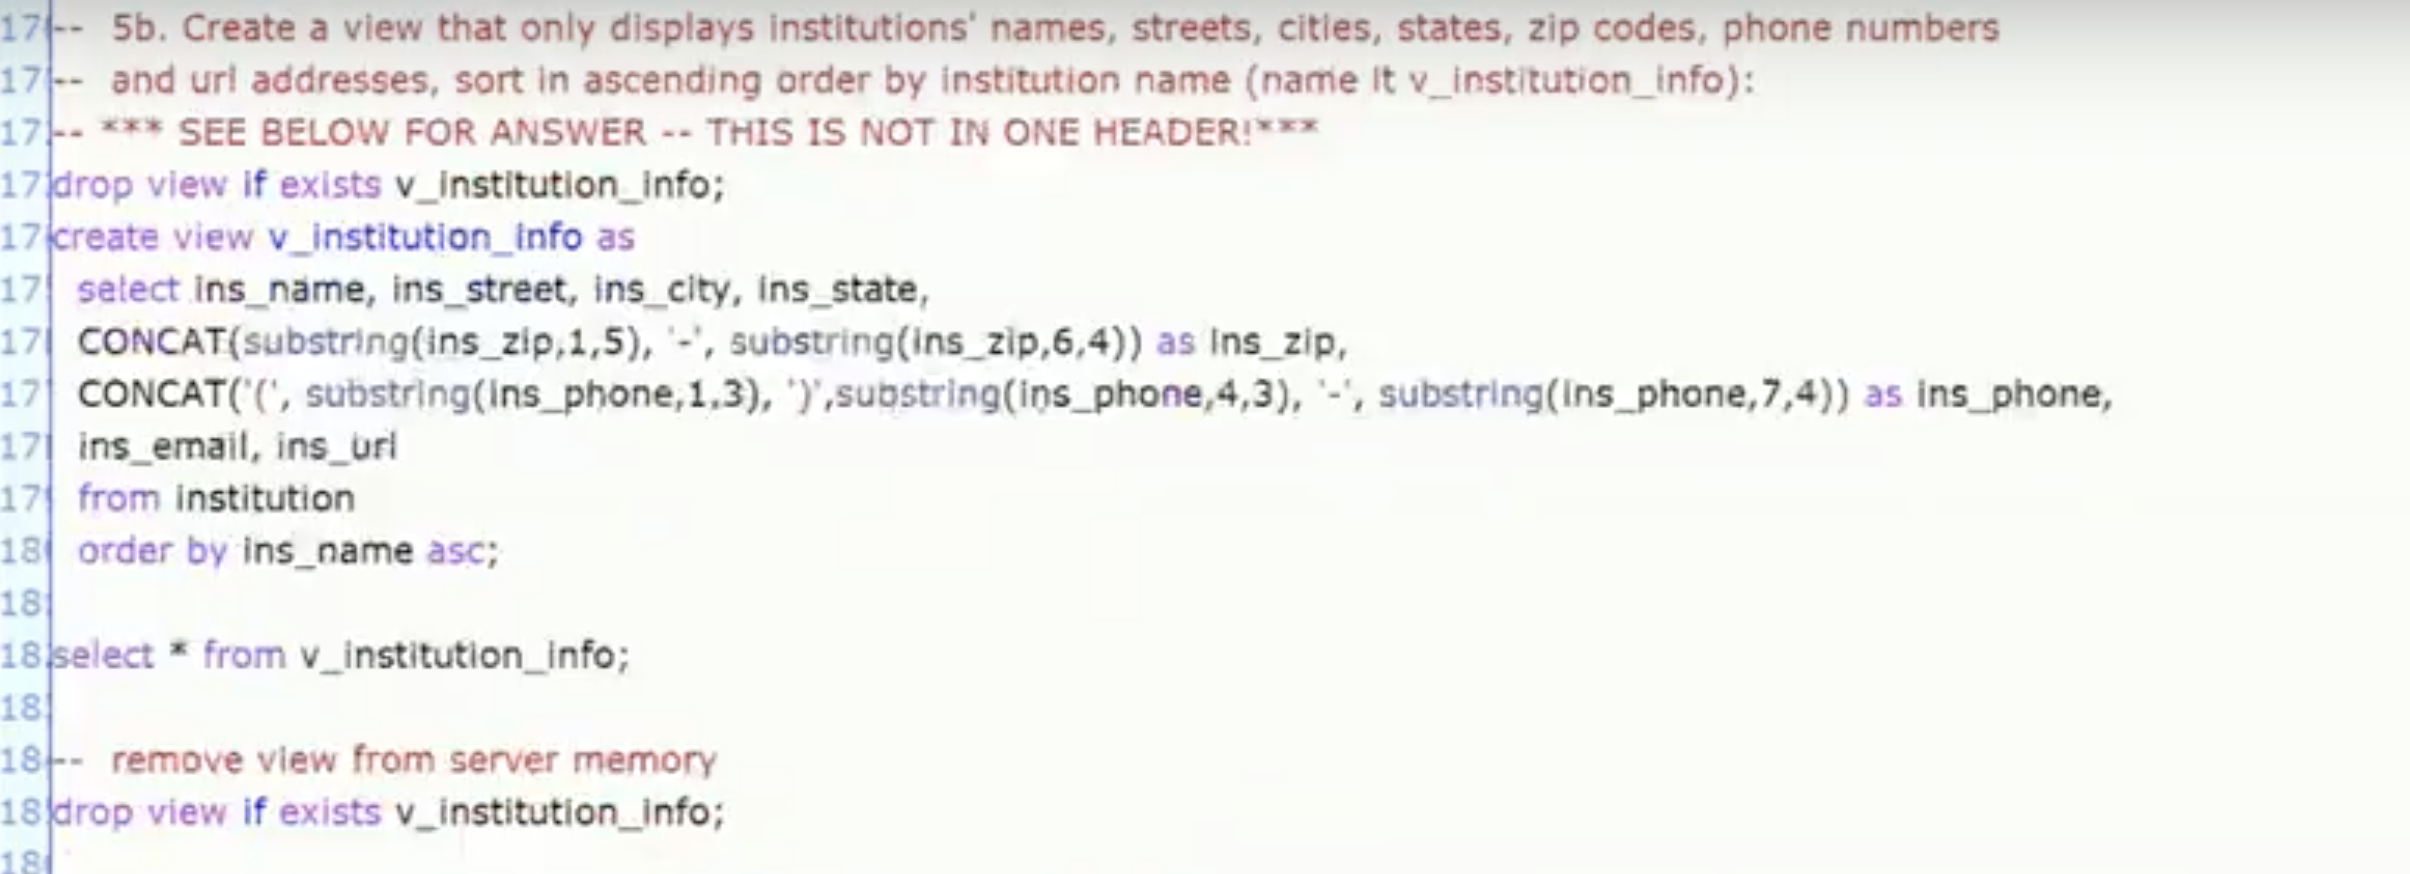 17 -- 5b. Create a view that only displays institutions' names, streets, cities, states, zip codes, phone numbers
17 -- and url addresses, sort in ascending order by institution name (name it v_institution_info):
17 -- *** SEE BELOW FOR ANSWER -- THIS IS NOT IN ONE HEADER!***
17 drop view if exists v_institution_info;
17 create view v_institution_info as
17 select ins_name, ins_street, ins_city, ins_state,
17 CONCAT(substring(ins_zip,1,5), '-', substring(ins_zip,6,4)) as ins_zip,
17 CONCAT('(', substring(ins_phone,1,3), ')',substring(ins_phone,4,3), '-', substring(ins_phone,7,4)) as ins_phone,
17 ins_email, ins_url
17 from institution
18 order by ins_name asc;
18
18 select * from v_institution_info;
18
18 -- remove view from server memory
18 drop view if exists v_institution_info;
18